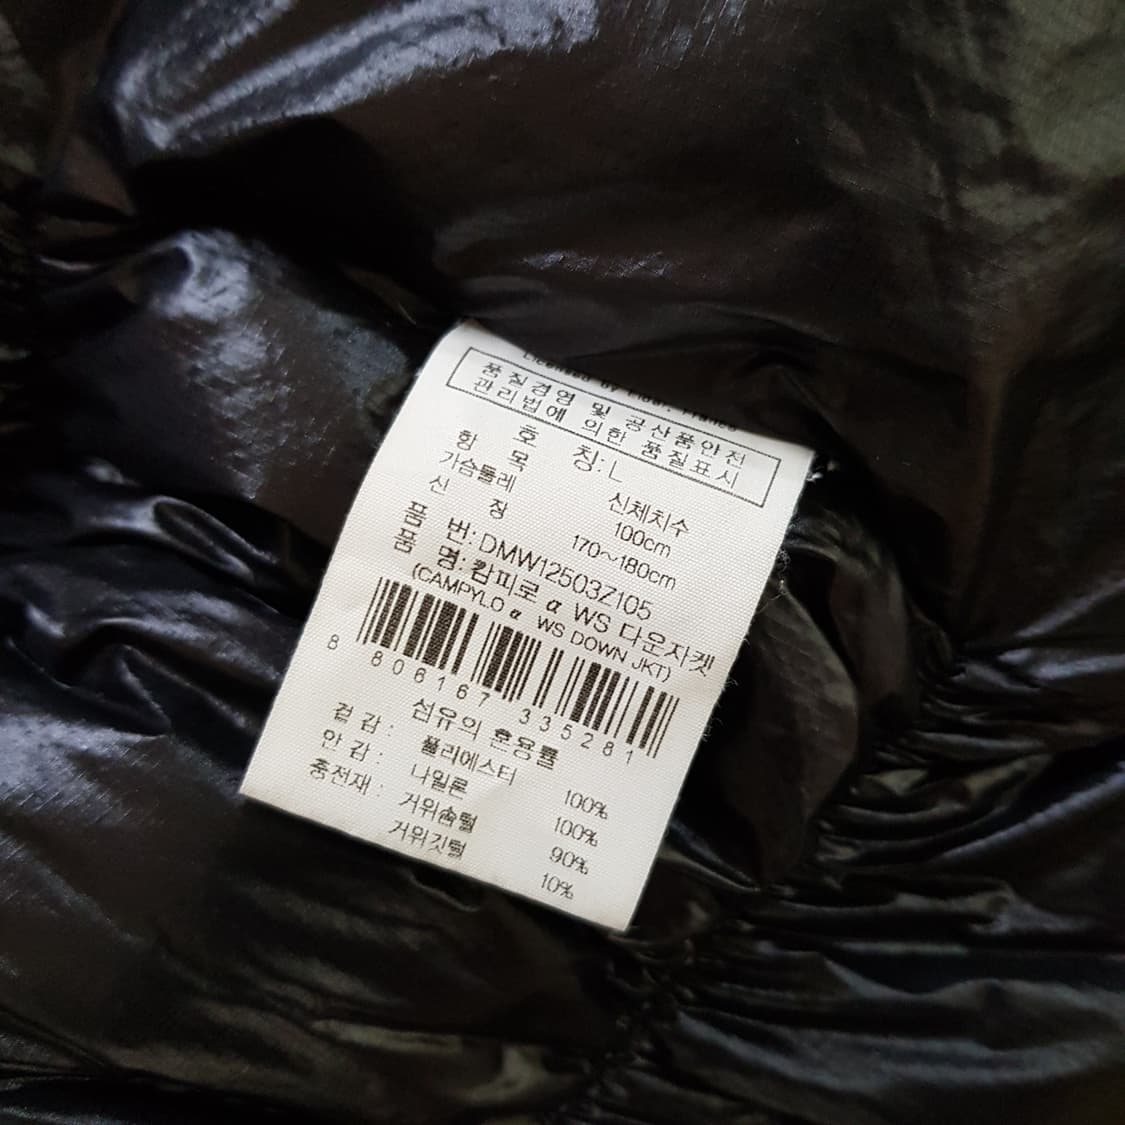 Licensed by Eider, France
품질경영 및 공산품안전
관리법에 의한 품질표시
호 칭: L
항 목 신체치수
가슴둘레 100cm
신 장 170~180cm
품 번: DMW12503Z105
품 명: 캄피로 α WS 다운자켓
(CAMPYLO α WS DOWN JKT)
8 806167 335281
섬유의 혼용률
겉 감 : 폴리에스터 100%
안 감 : 나일론 100%
충전재 : 거위솜털 90%
거위깃털 10%